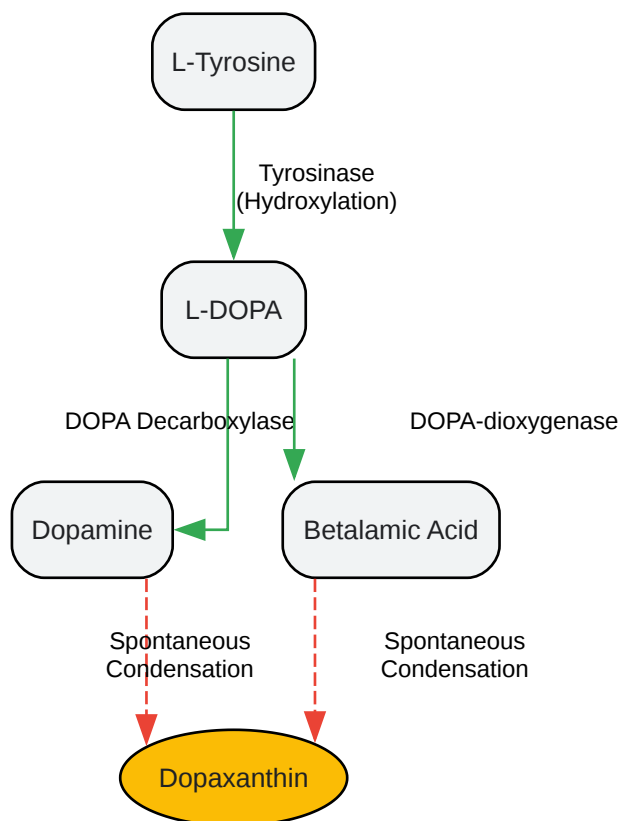 L-Tyrosine
Tyrosinase
(Hydroxylation)
L-DOPA
DOPA Decarboxylase
DOPA-dioxygenase
Dopamine
Betalamic Acid
Spontaneous
Condensation
Spontaneous
Condensation
Dopaxanthin